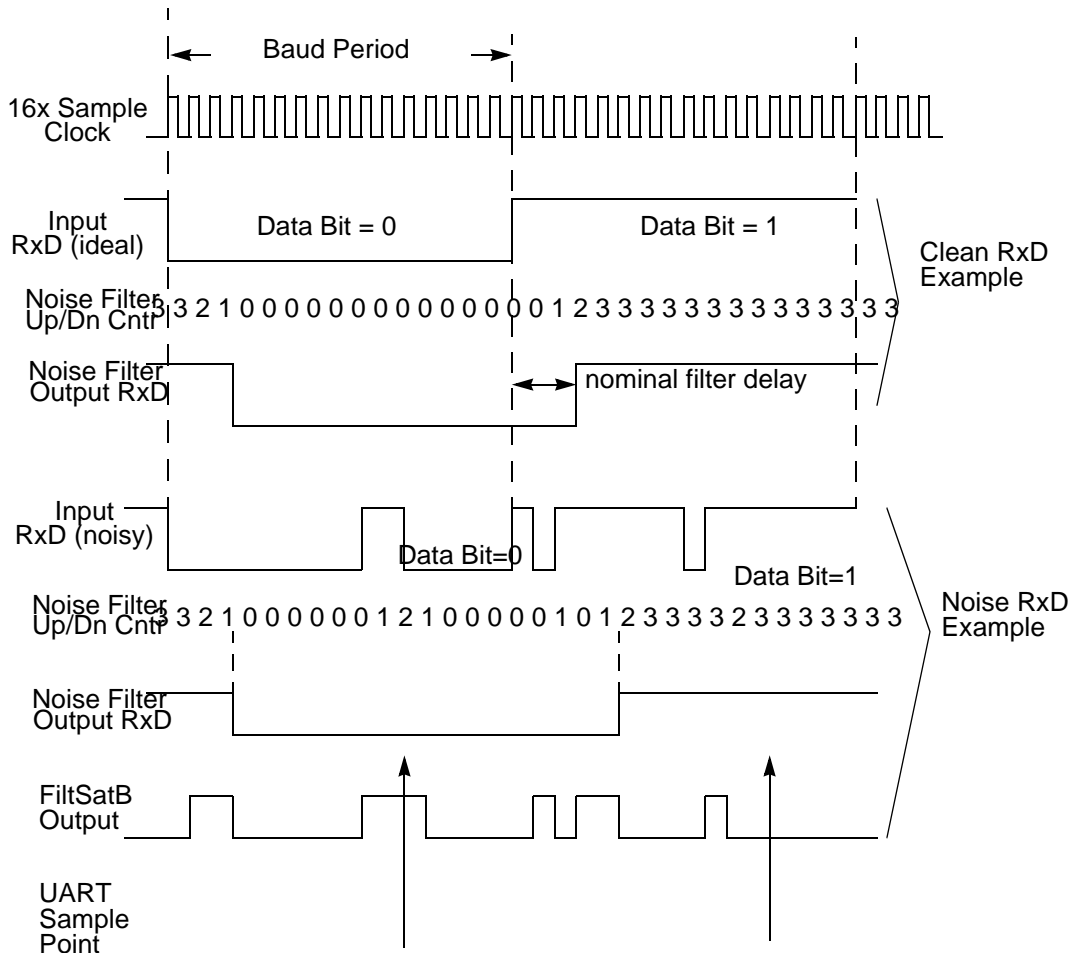 Baud Period
16x Sample
Clock
Input
RxD (ideal)
Data Bit = 0
Data Bit = 1
Clean RxD
Example
Noise Filter
Up/Dn Cntr
3 3 2 1 0 0 0 0 0 0 0 0 0 0 0 0 0 0 1 2 3 3 3 3 3 3 3 3 3 3 3 3 3 3
Noise Filter
Output RxD
nominal filter delay
Input
RxD (noisy)
Data Bit=0
Data Bit=1
Noise Filter
Up/Dn Cntr
3 3 2 1 0 0 0 0 0 0 1 2 1 0 0 0 0 0 1 0 1 2 3 3 3 3 2 3 3 3 3 3 3 3
Noise RxD
Example
Noise Filter
Output RxD
FiltSatB
Output
UART
Sample
Point